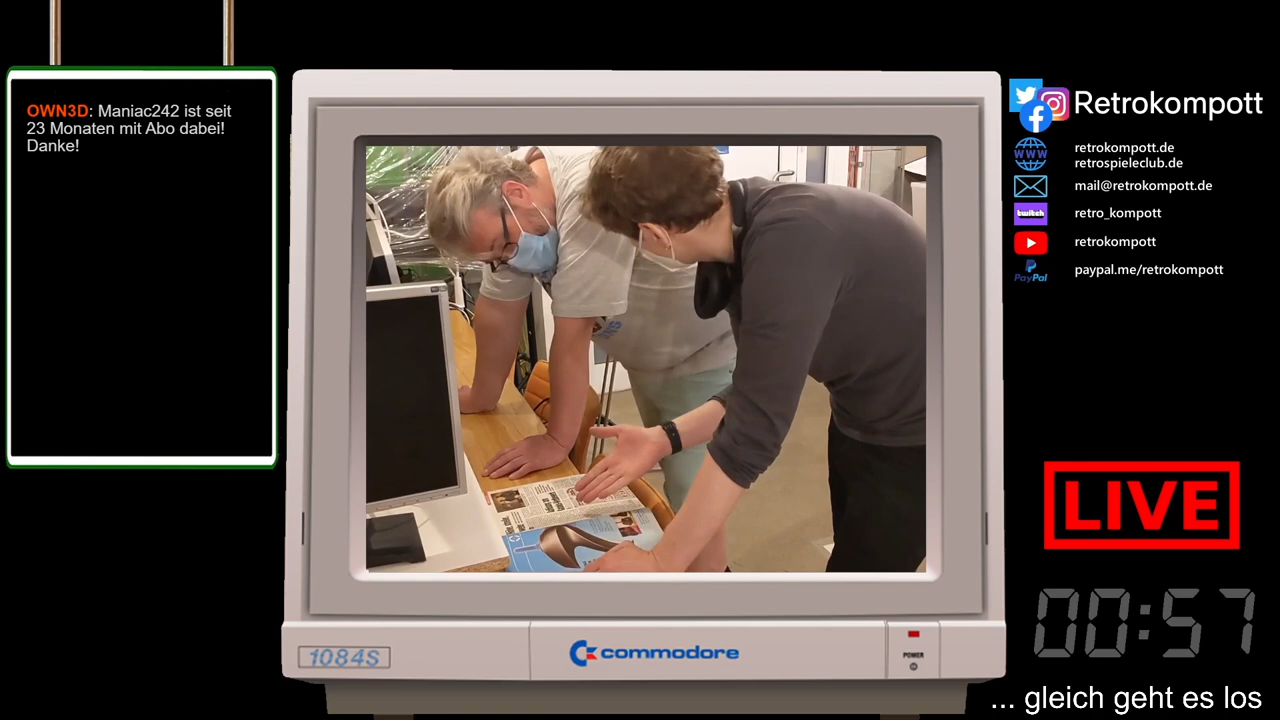 OWN3D: Maniac242 ist seit
23 Monaten mit Abo dabei!
Danke!
Retrokompott
WWW
retrokompott.de
retrospieleclub.de
mail@retrokompott.de
twitch
retro_kompott
retrokompott
PayPal
paypal.me/retrokompott
LIVE
00:57
... gleich geht es los
1084S
commodore
POWER